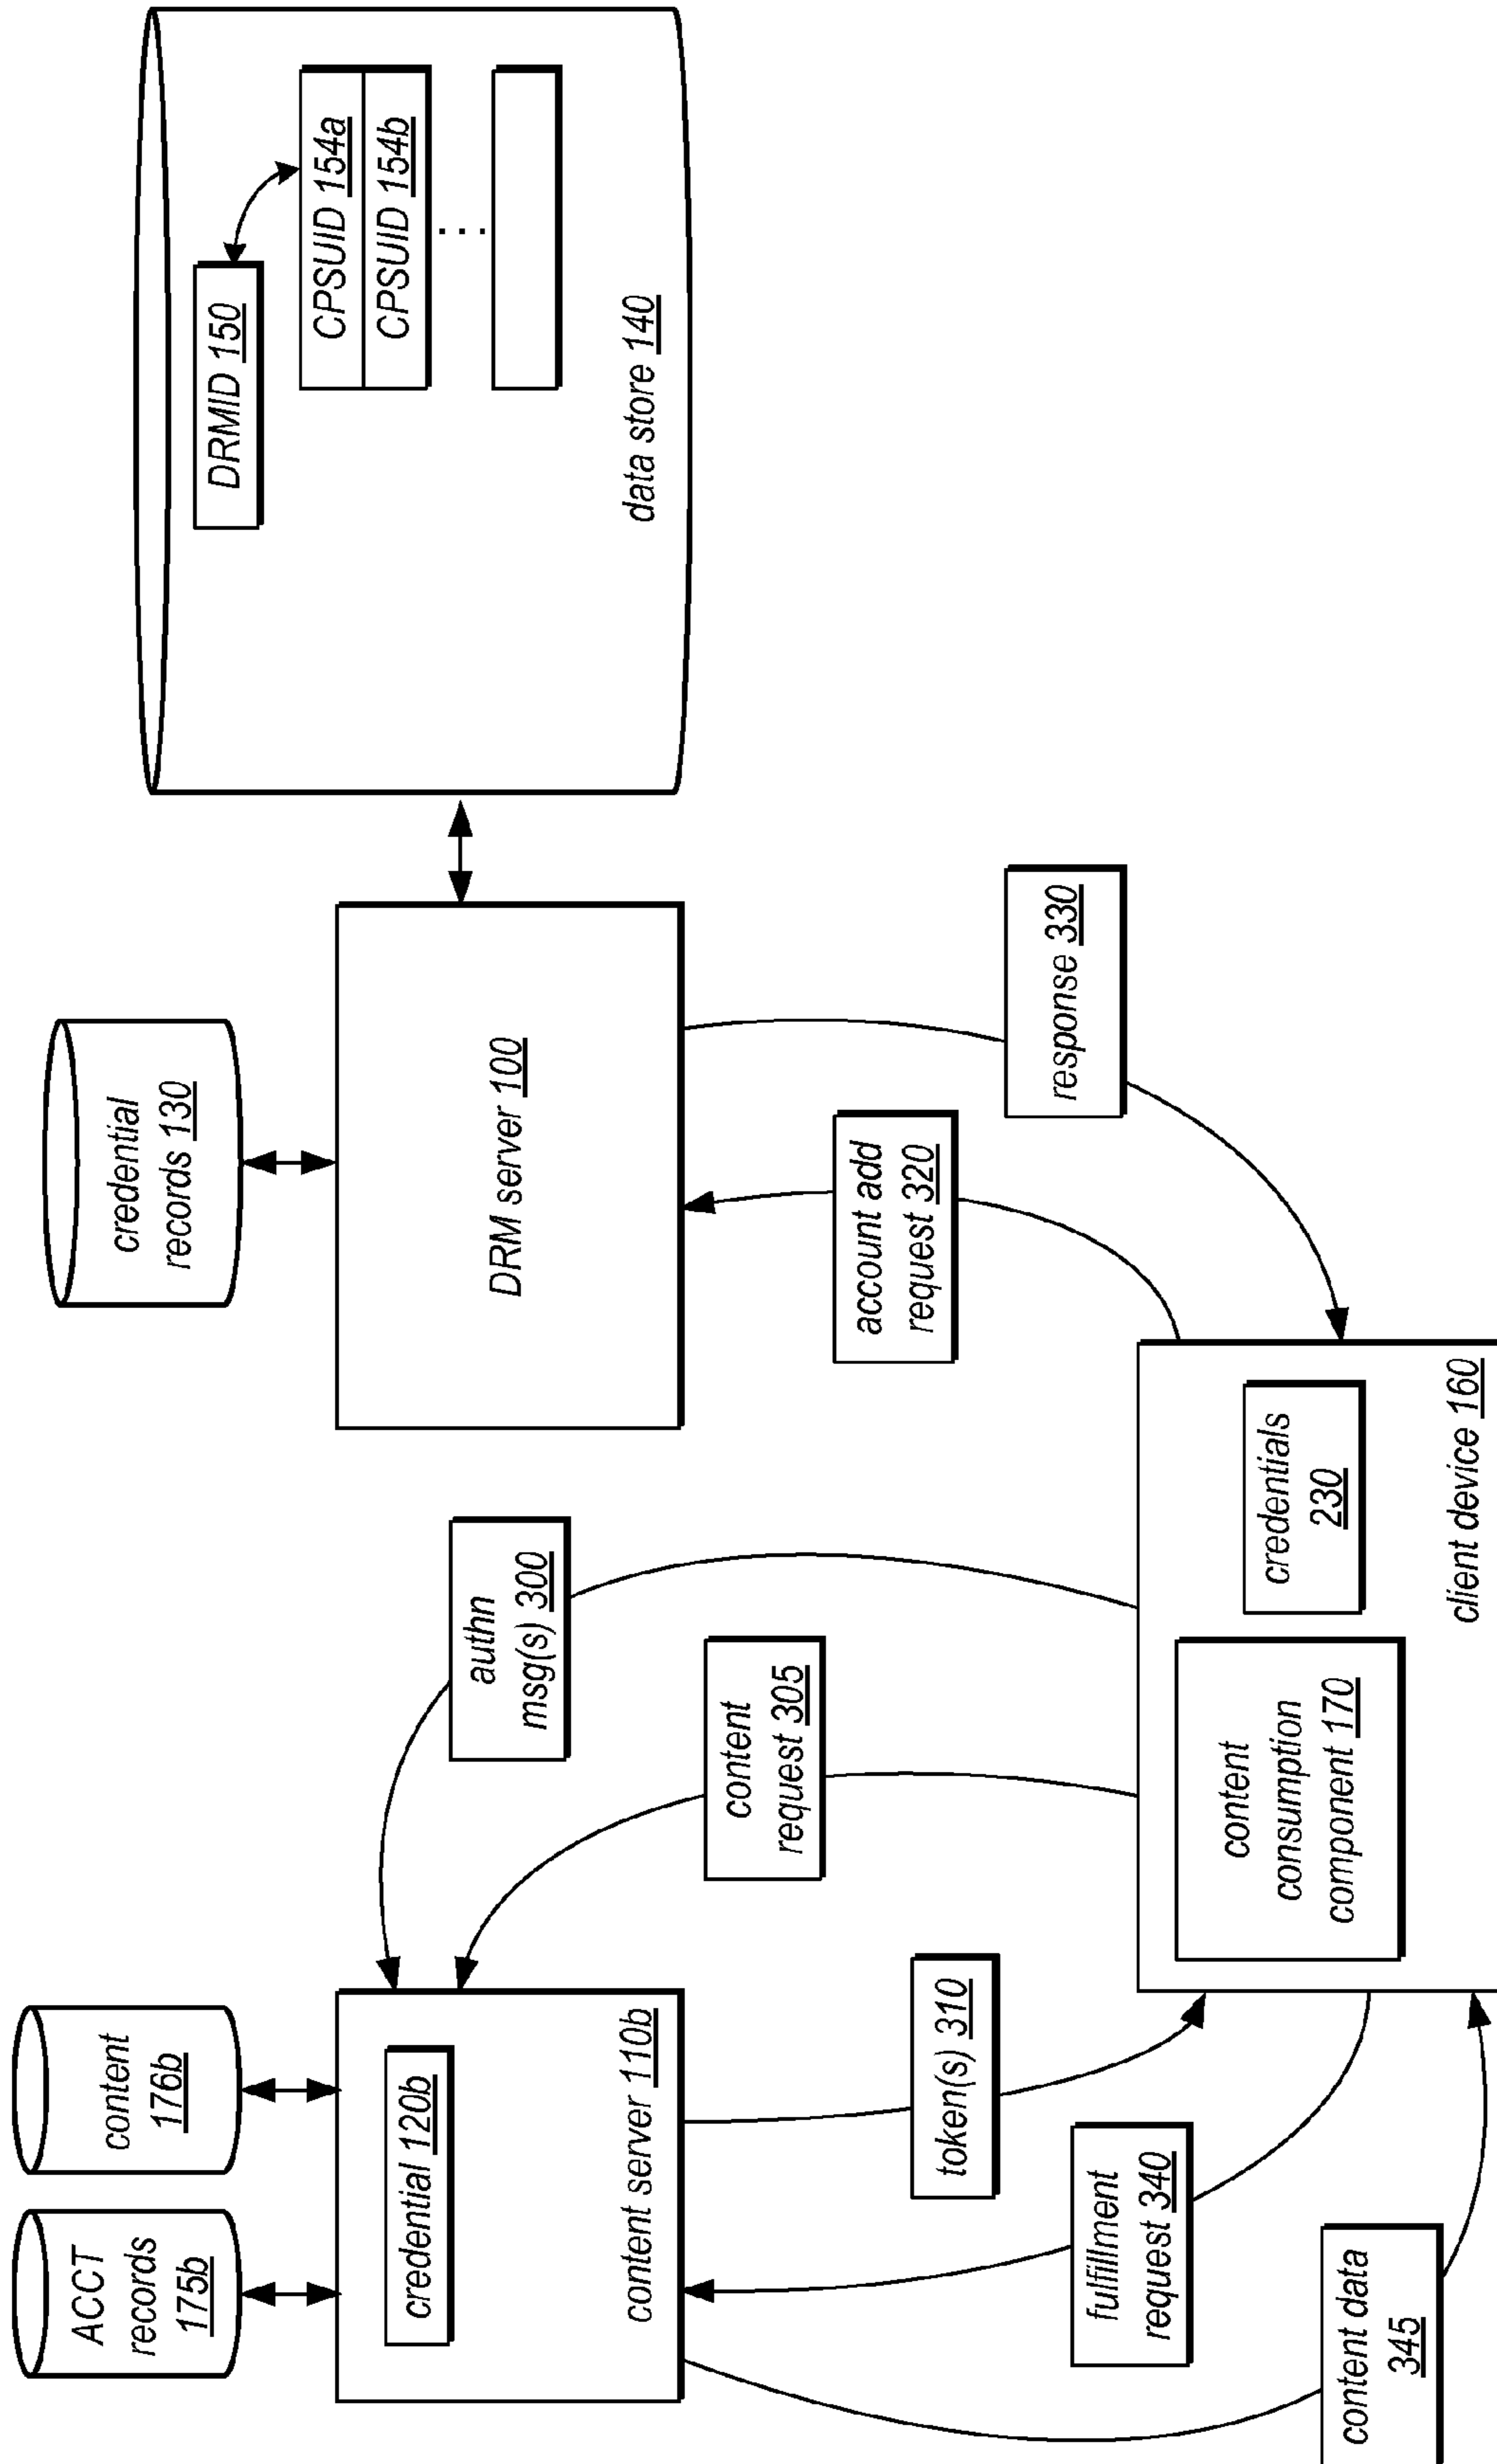 ACCT
records
175b
content
176b
credential
records 130
credential 120b
content server 110b
authn
msg(s) 300
content
request 305
token(s) 310
fulfillment
request 340
content data
345
DRM server 100
account add
request 320
response 330
content
consumption
component 170
credentials
230
client device 160
DRMID 150
CPSUID 154a
CPSUID 154b
...
data store 140